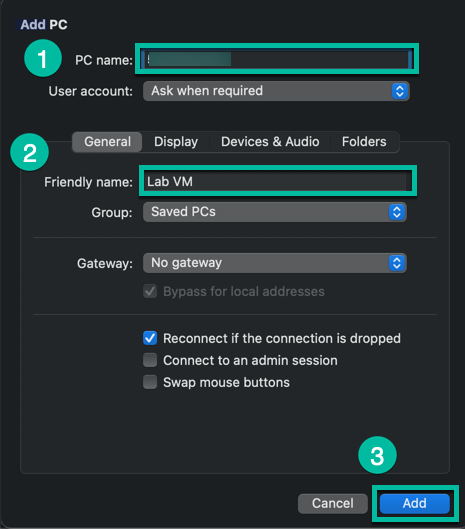 Add PC
1
PC name:
User account: Ask when required
General Display Devices & Audio Folders
2
Friendly name: Lab VM
Group: Saved PCs
Gateway: No gateway
Bypass for local addresses
Reconnect if the connection is dropped
Connect to an admin session
Swap mouse buttons
3
Cancel Add